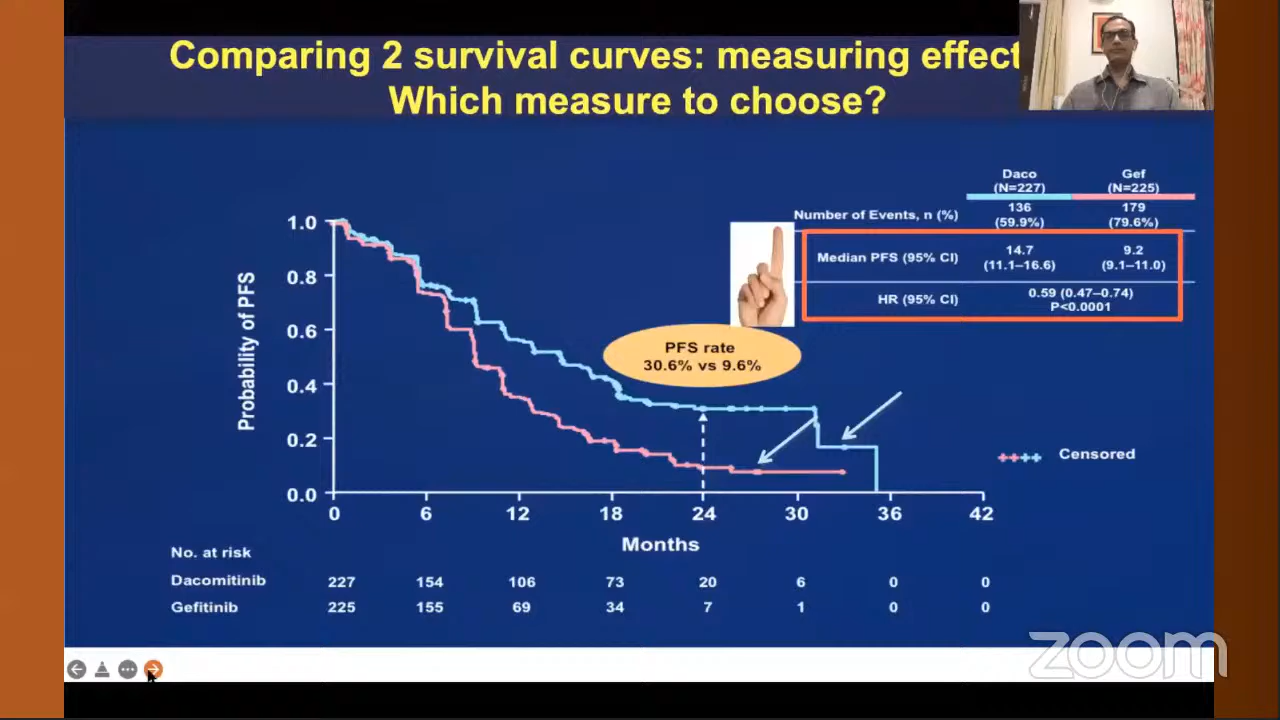 Comparing 2 survival curves: measuring effect
Which measure to choose?
Daco
(N=227)
Gef
(N=225)
Number of Events, n (%)
136
(59.9%)
179
(79.6%)
Median PFS (95% CI)
14.7
(11.1–16.6)
9.2
(9.1–11.0)
HR (95% CI)
0.59 (0.47–0.74)
P<0.0001
PFS rate
30.6% vs 9.6%
Probability of PFS
1.0
0.8
0.6
0.4
0.2
0.0
0 6 12 18 24 30 36 42
Months
Censored
No. at risk
Dacomitinib 227 154 106 73 20 6 0 0
Gefitinib 225 155 69 34 7 1 0 0
zoom